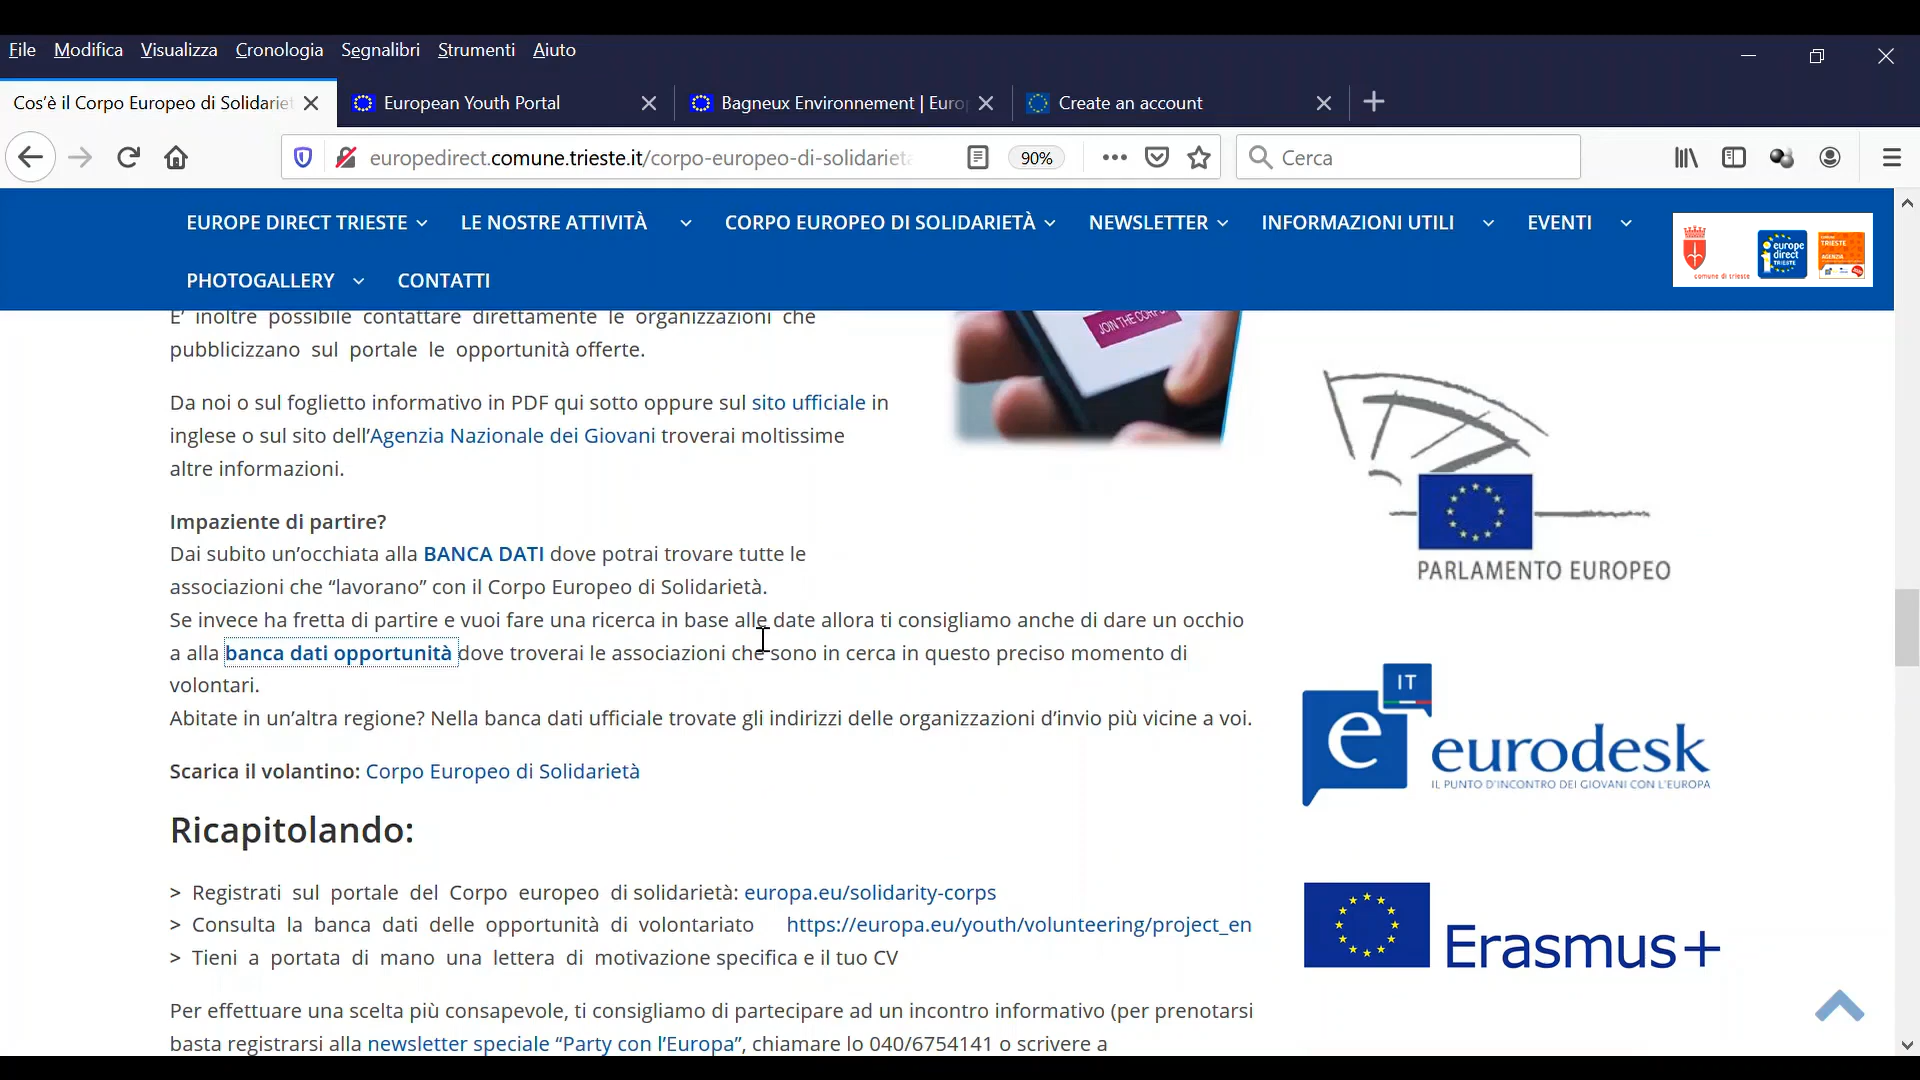 File Modifica Visualizza Cronologia Segnalibri Strumenti Aiuto
Cos'è il Corpo Europeo di Solidariet
European Youth Portal
Bagneux Environnement | Euro
Create an account
europedirect.comune.trieste.it/corpo-europeo-di-solidarieta
90%
Cerca
EUROPE DIRECT TRIESTE
LE NOSTRE ATTIVITÀ
CORPO EUROPEO DI SOLIDARIETÀ
NEWSLETTER
INFORMAZIONI UTILI
EVENTI
PHOTOGALLERY
CONTATTI
comune di trieste
europe direct TRIESTE
E' inoltre possibile contattare direttamente le organizzazioni che
pubblicizzano sul portale le opportunità offerte.
JOIN THE CORP
Da noi o sul foglietto informativo in PDF qui sotto oppure sul sito ufficiale in
inglese o sul sito dell'Agenzia Nazionale dei Giovani troverai moltissime
altre informazioni.
Impaziente di partire?
Dai subito un'occhiata alla BANCA DATI dove potrai trovare tutte le
associazioni che “lavorano” con il Corpo Europeo di Solidarietà.
Se invece ha fretta di partire e vuoi fare una ricerca in base alle date allora ti consigliamo anche di dare un occhio
a alla banca dati opportunità dove troverai le associazioni che sono in cerca in questo preciso momento di
volontari.
Abitate in un'altra regione? Nella banca dati ufficiale trovate gli indirizzi delle organizzazioni d'invio più vicine a voi.
Scarica il volantino: Corpo Europeo di Solidarietà
Ricapitolando:
> Registrati sul portale del Corpo europeo di solidarietà: europa.eu/solidarity-corps
> Consulta la banca dati delle opportunità di volontariato https://europa.eu/youth/volunteering/project_en
> Tieni a portata di mano una lettera di motivazione specifica e il tuo CV
Per effettuare una scelta più consapevole, ti consigliamo di partecipare ad un incontro informativo (per prenotarsi
basta registrarsi alla newsletter speciale “Party con l'Europa”, chiamare lo 040/6754141 o scrivere a
PARLAMENTO EUROPEO
IT
e
eurodesk
IL PUNTO D'INCONTRO DEI GIOVANI CON L'EUROPA
Erasmus+